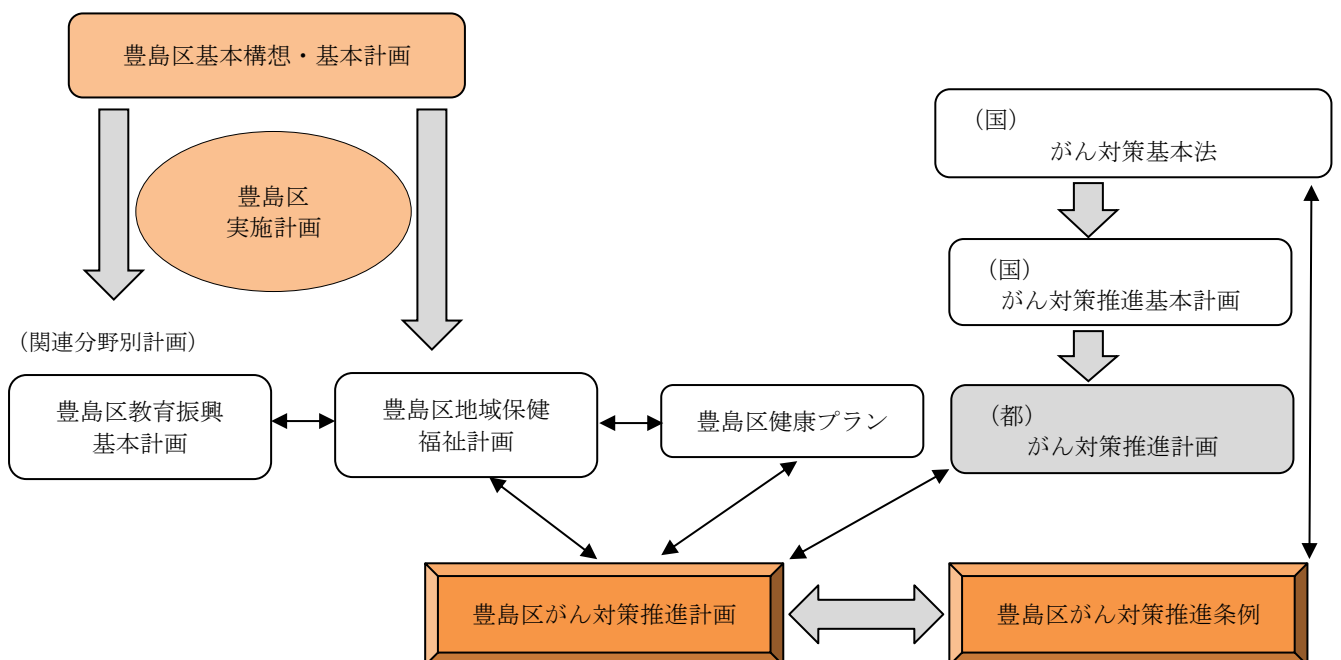 豊島区基本構想・基本計画
豊島区
実施計画
（国）
がん対策基本法
（国）
がん対策推進基本計画
（関連分野別計画）
豊島区教育振興
基本計画
豊島区地域保健
福祉計画
豊島区健康プラン
（都）
がん対策推進計画
豊島区がん対策推進計画
豊島区がん対策推進条例